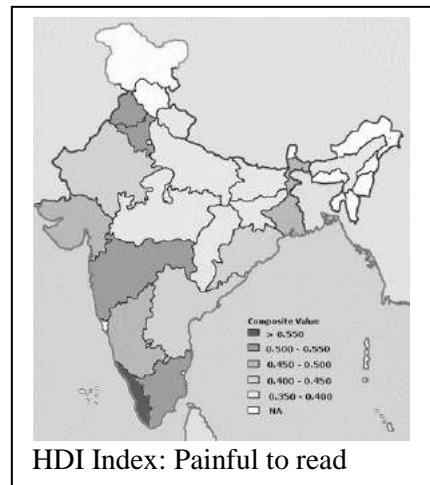 Composite Value
> 0.550
0.500 - 0.550
0.450 - 0.500
0.400 - 0.450
0.350 - 0.400
NA
HDI Index: Painful to read